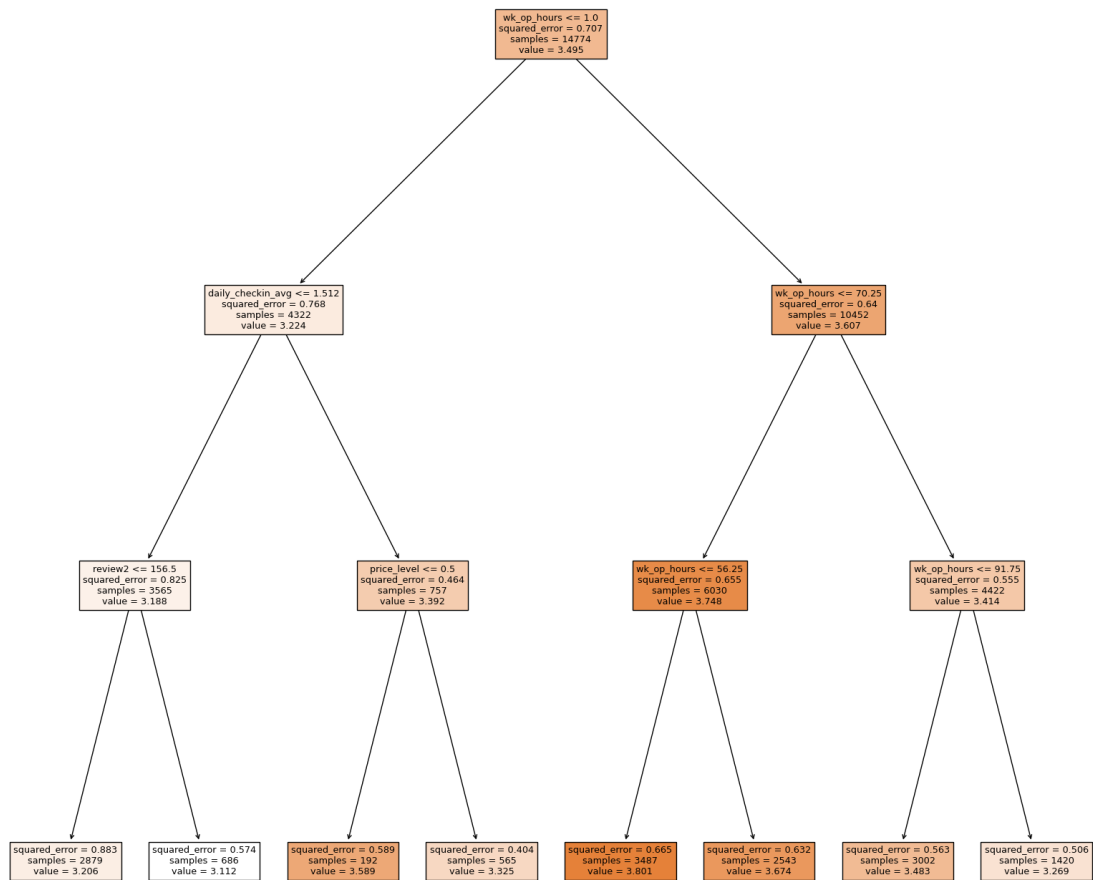 wk_op_hours <= 1.0
squared_error = 0.707
samples = 14774
value = 3.495
daily_checkin_avg <= 1.512
squared_error = 0.768
samples = 4322
value = 3.224
wk_op_hours <= 70.25
squared_error = 0.64
samples = 10452
value = 3.607
review2 <= 156.5
squared_error = 0.825
samples = 3565
value = 3.188
price_level <= 0.5
squared_error = 0.464
samples = 757
value = 3.392
wk_op_hours <= 56.25
squared_error = 0.655
samples = 6030
value = 3.748
wk_op_hours <= 91.75
squared_error = 0.555
samples = 4422
value = 3.414
squared_error = 0.883
samples = 2879
value = 3.206
squared_error = 0.574
samples = 686
value = 3.112
squared_error = 0.589
samples = 192
value = 3.589
squared_error = 0.404
samples = 565
value = 3.325
squared_error = 0.665
samples = 3487
value = 3.801
squared_error = 0.632
samples = 2543
value = 3.674
squared_error = 0.563
samples = 3002
value = 3.483
squared_error = 0.506
samples = 1420
value = 3.269